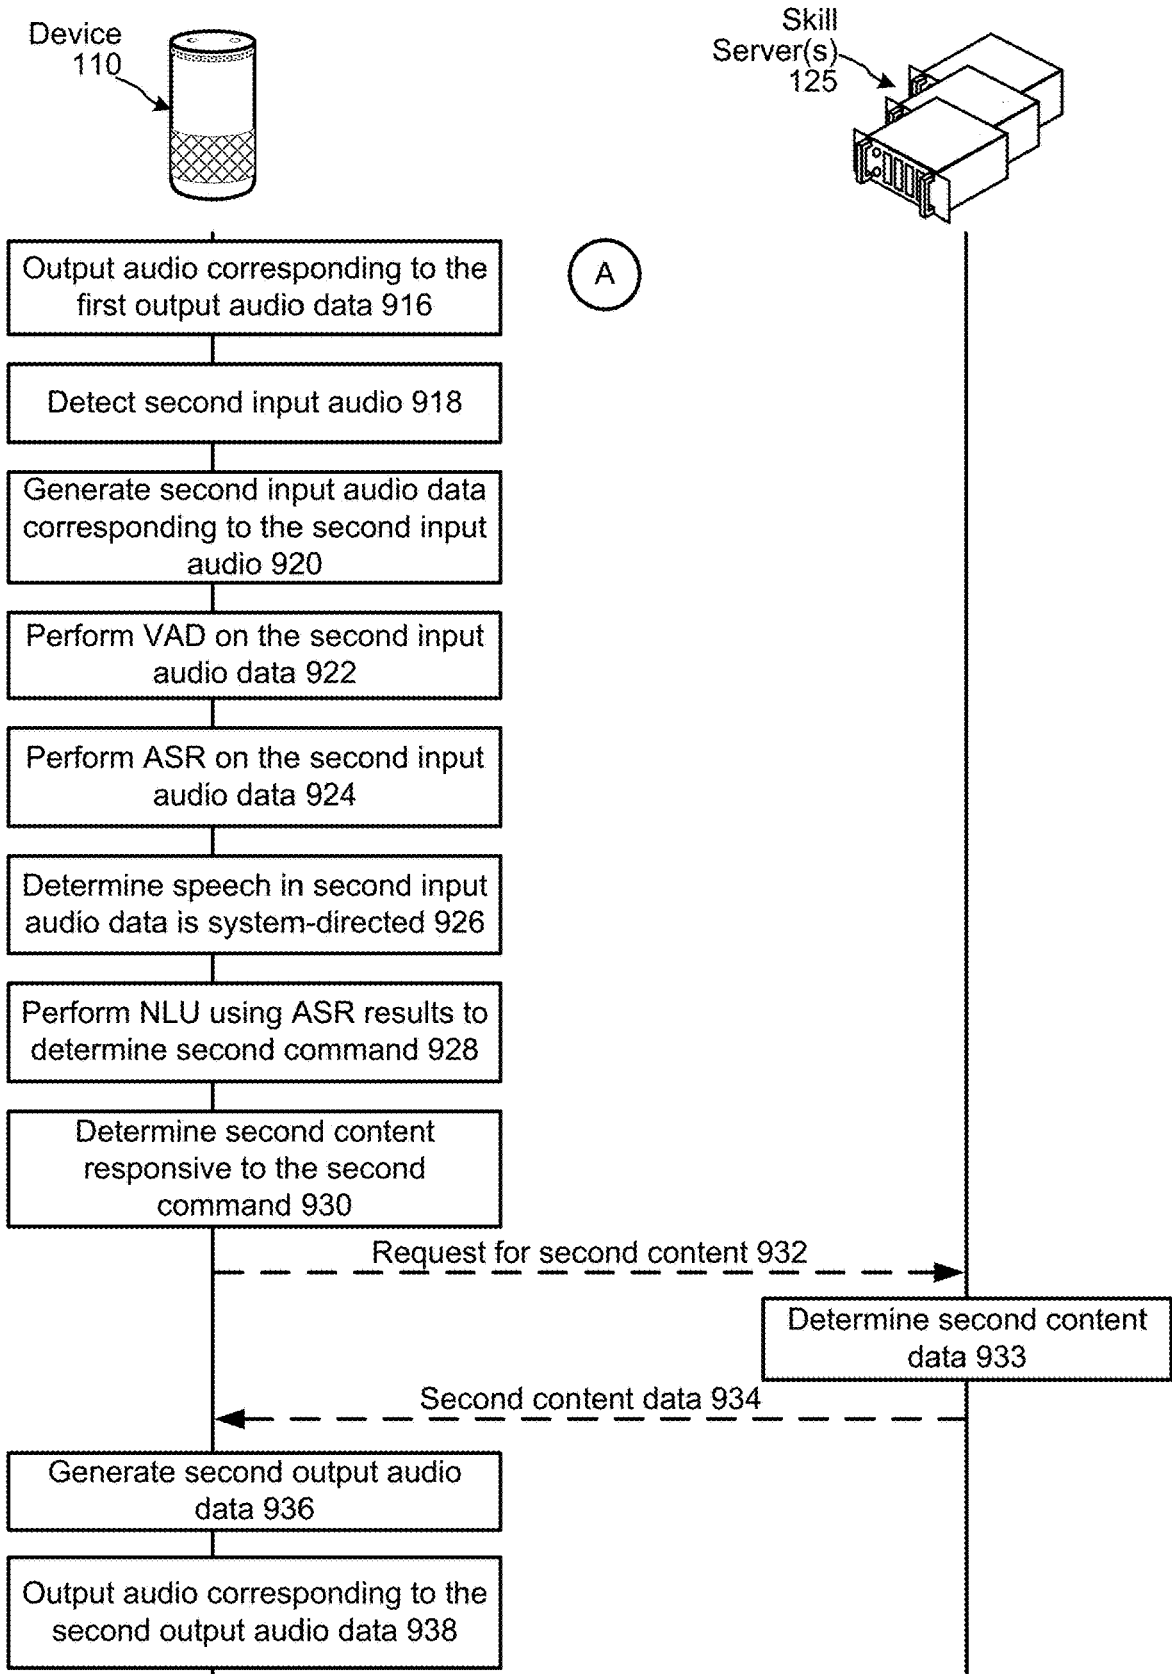 Device
110
Skill
Server(s)
125
Output audio corresponding to the
first output audio data 916
A
Detect second input audio 918
Generate second input audio data
corresponding to the second input
audio 920
Perform VAD on the second input
audio data 922
Perform ASR on the second input
audio data 924
Determine speech in second input
audio data is system-directed 926
Perform NLU using ASR results to
determine second command 928
Determine second content
responsive to the second
command 930
Request for second content 932
Determine second content
data 933
Second content data 934
Generate second output audio
data 936
Output audio corresponding to the
second output audio data 938